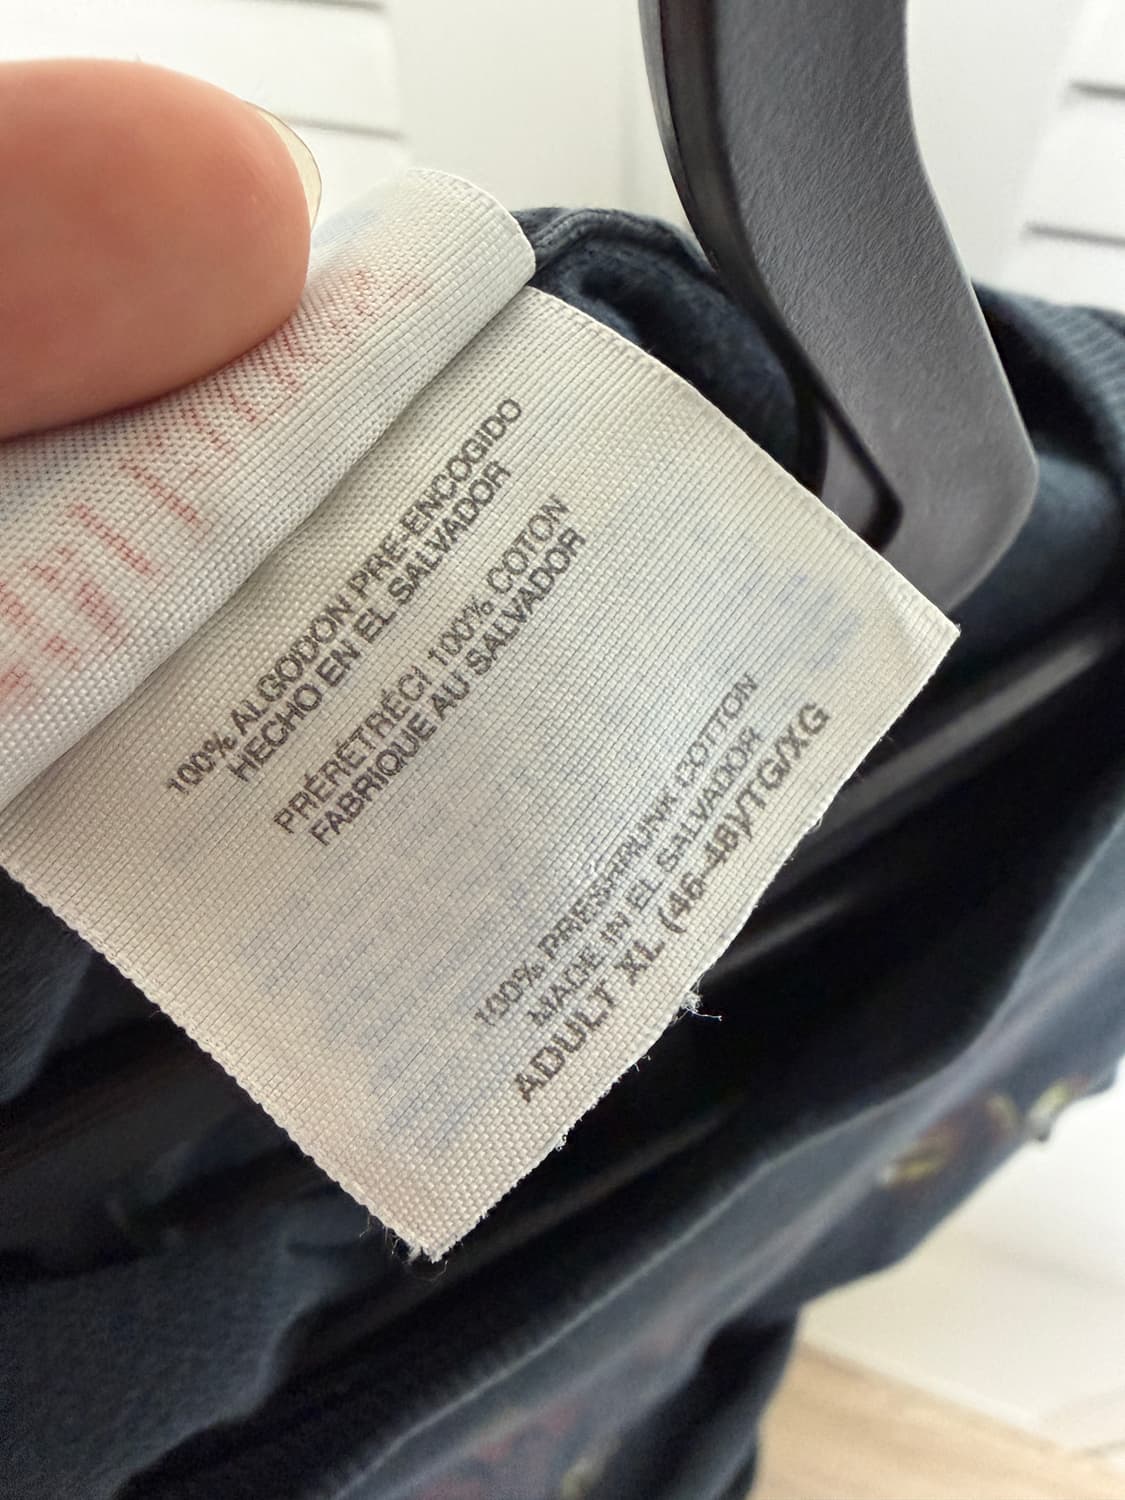 100% ALGODON PRE-ENCOGIDO
HECHO EN EL SALVADOR
PRÉRÉTRÉCI 100% COTON
FABRIQUE AU SALVADOR
100% PRESHRUNK COTTON
MADE IN EL SALVADOR
ADULT XL (46-48)/TG/XG